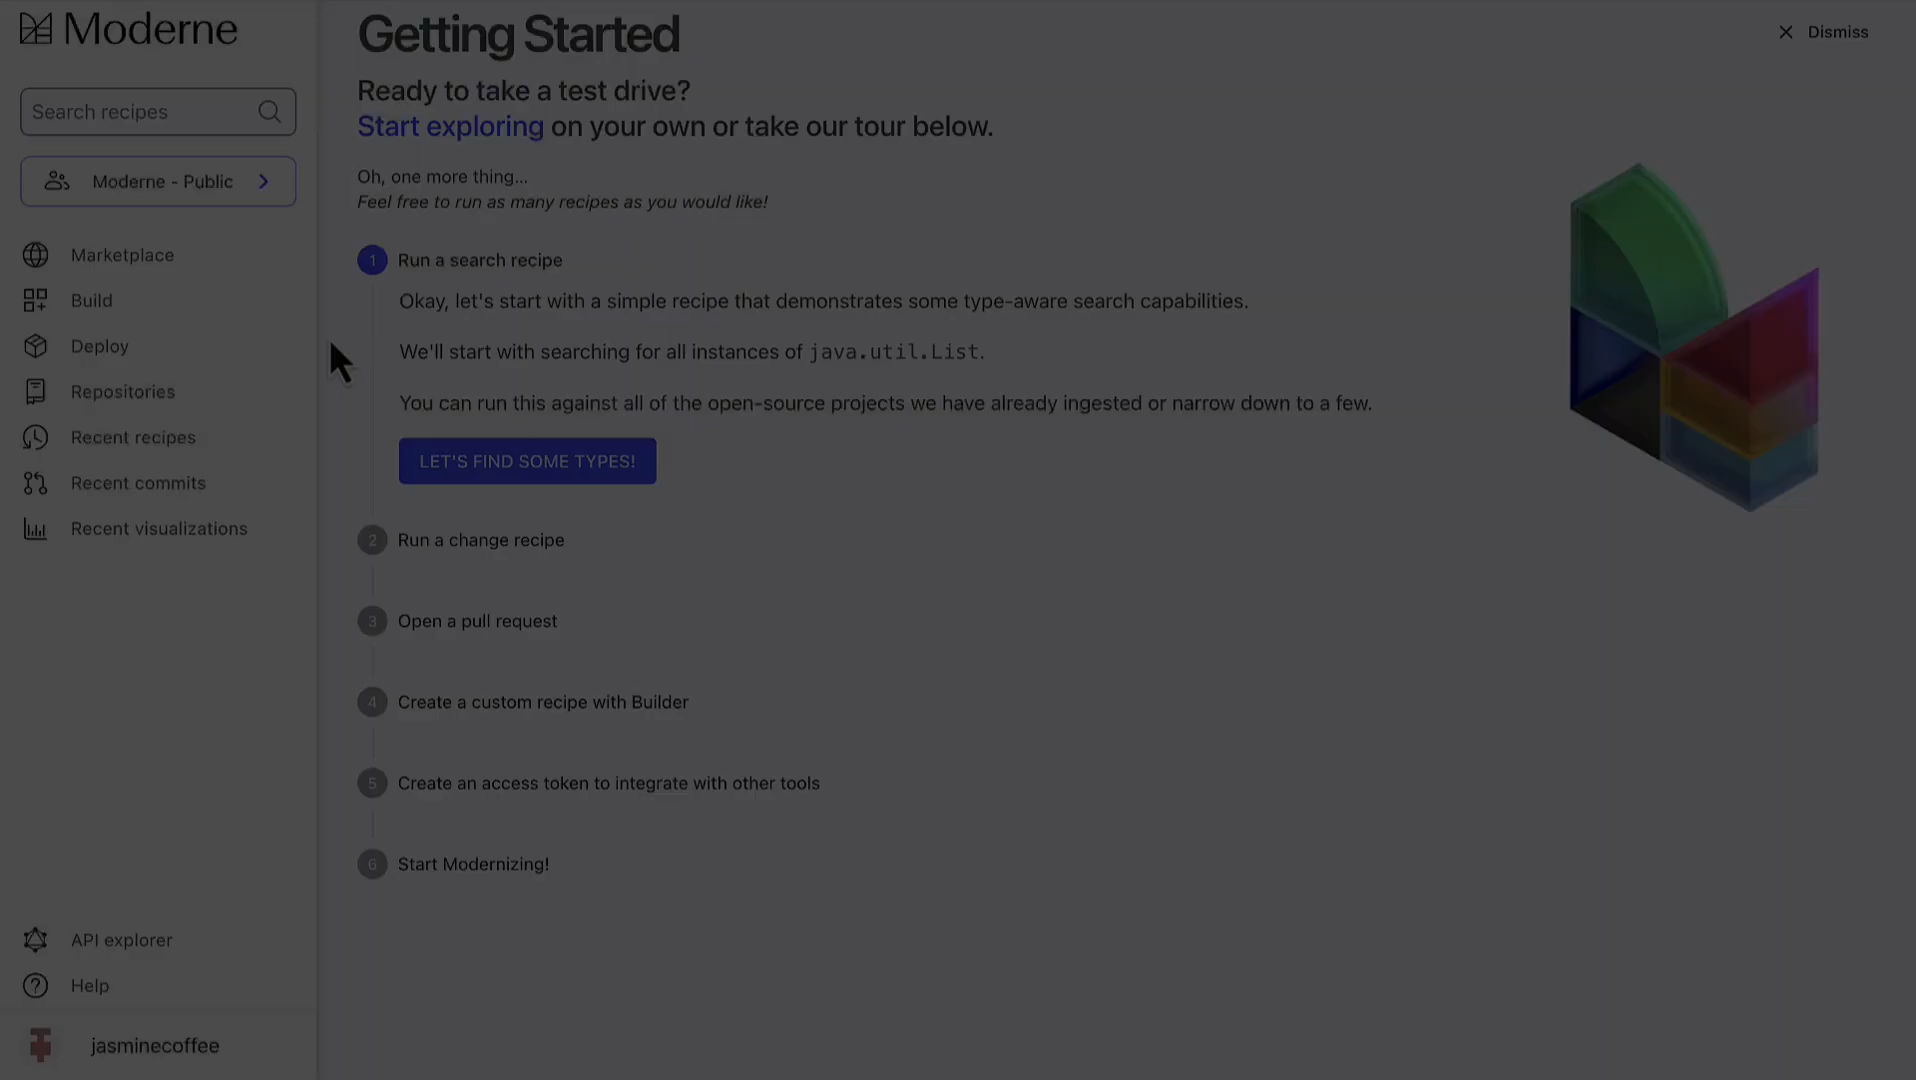 Moderne
Search recipes
Moderne - Public
Marketplace
Build
Deploy
Repositories
Recent recipes
Recent commits
Recent visualizations
API explorer
Help
jasminecoffee
Getting Started
Dismiss
Ready to take a test drive?
Start exploring on your own or take our tour below.
Oh, one more thing...
Feel free to run as many recipes as you would like!
1 Run a search recipe
Okay, let's start with a simple recipe that demonstrates some type-aware search capabilities.
We'll start with searching for all instances of java.util.List.
You can run this against all of the open-source projects we have already ingested or narrow down to a few.
LET'S FIND SOME TYPES!
2 Run a change recipe
3 Open a pull request
4 Create a custom recipe with Builder
5 Create an access token to integrate with other tools
6 Start Modernizing!